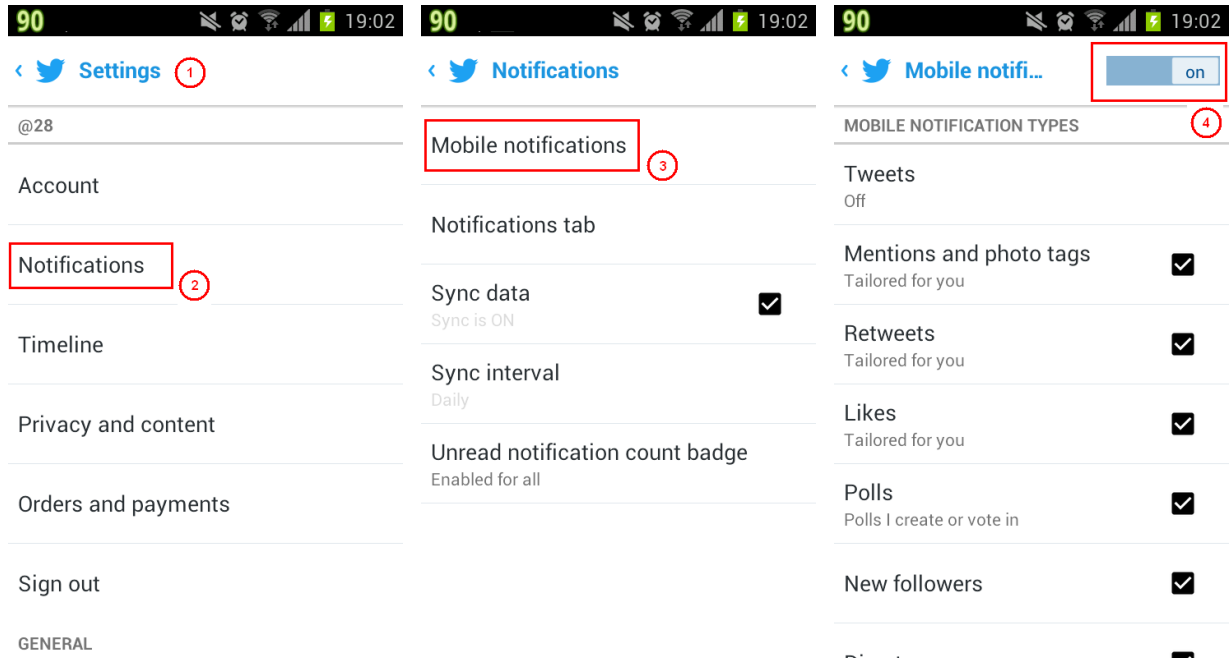 90 19:02
Settings 1
@28
Account
Notifications
2
Timeline
Privacy and content
Orders and payments
Sign out
GENERAL
90 19:02
Notifications
Mobile notifications
3
Notifications tab
Sync data
Sync is ON
Sync interval
Daily
Unread notification count badge
Enabled for all
90 19:02
Mobile notifi... on
4
MOBILE NOTIFICATION TYPES
Tweets
Off
Mentions and photo tags
Tailored for you
Retweets
Tailored for you
Likes
Tailored for you
Polls
Polls I create or vote in
New followers